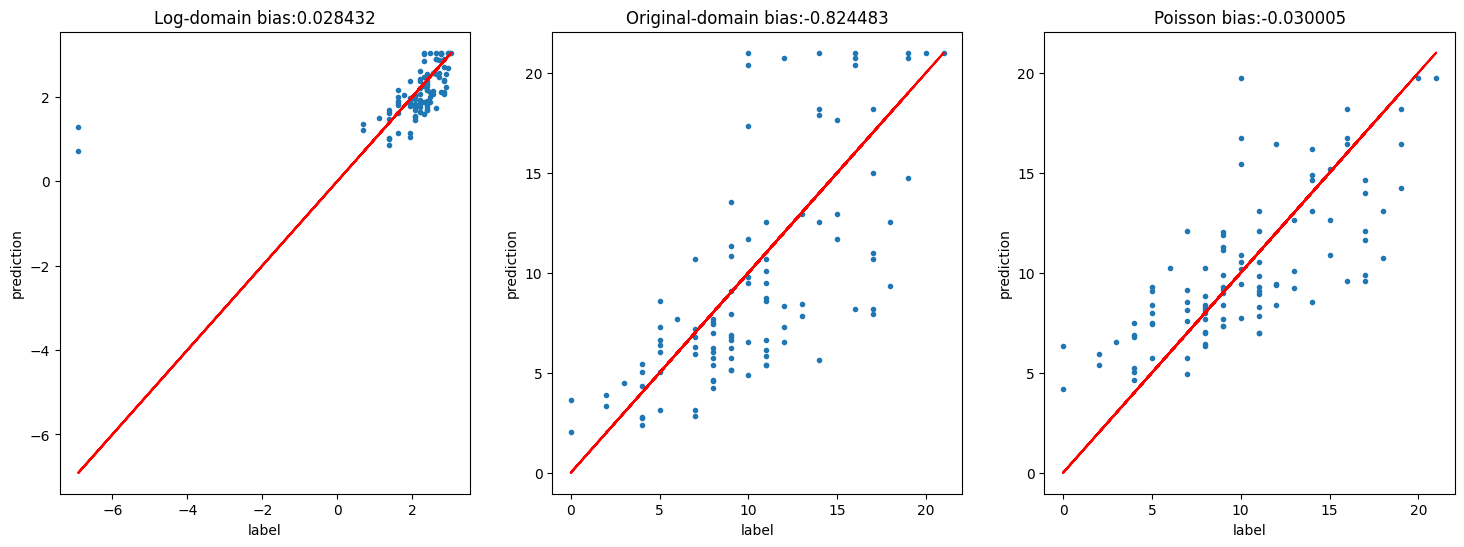 Log-domain bias:0.028432
prediction
2
0
−2
−4
−6
−6 −4 −2 0 2
label
Original-domain bias:-0.824483
prediction
20
15
10
5
0
0 5 10 15 20
label
Poisson bias:-0.030005
prediction
20
15
10
5
0
0 5 10 15 20
label